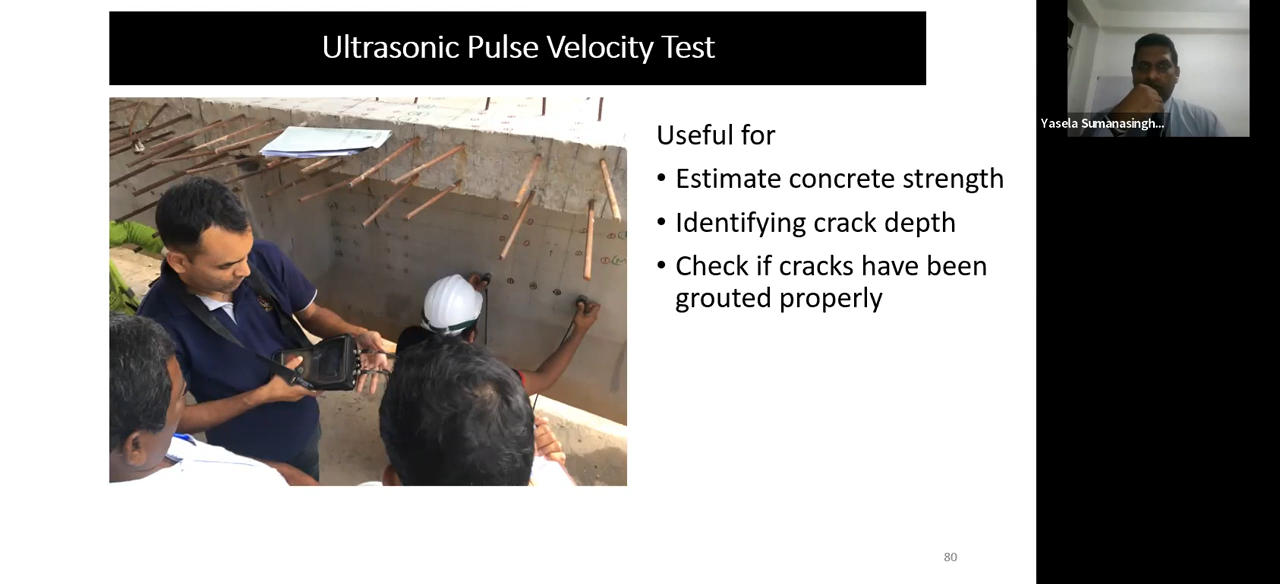 Ultrasonic Pulse Velocity Test
Useful for
• Estimate concrete strength
• Identifying crack depth
• Check if cracks have been
grouted properly
80
Yasela Sumanasingh...